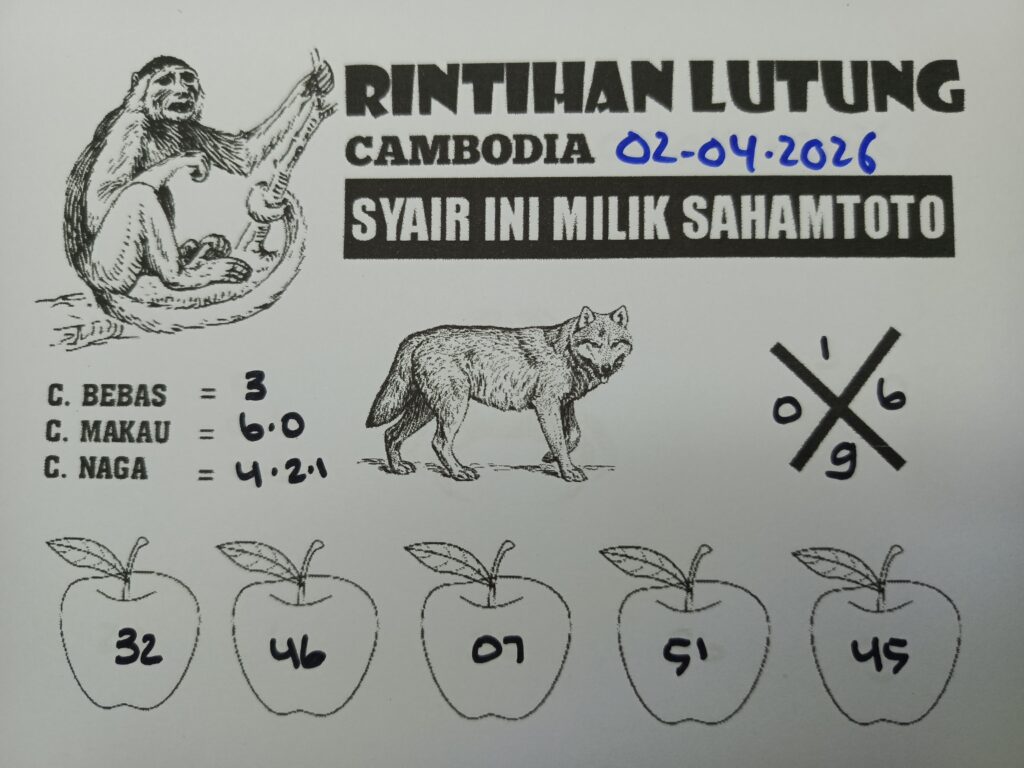 RINTIHAN LUTUNG
CAMBODIA 02-04.2026
SYAIR INI MILIK SAHAMTOTO
C. BEBAS = 3
C. MAKAU = 6.0
C. NAGA = 4.2.1
1
0 6
9
32 46 07 51 45